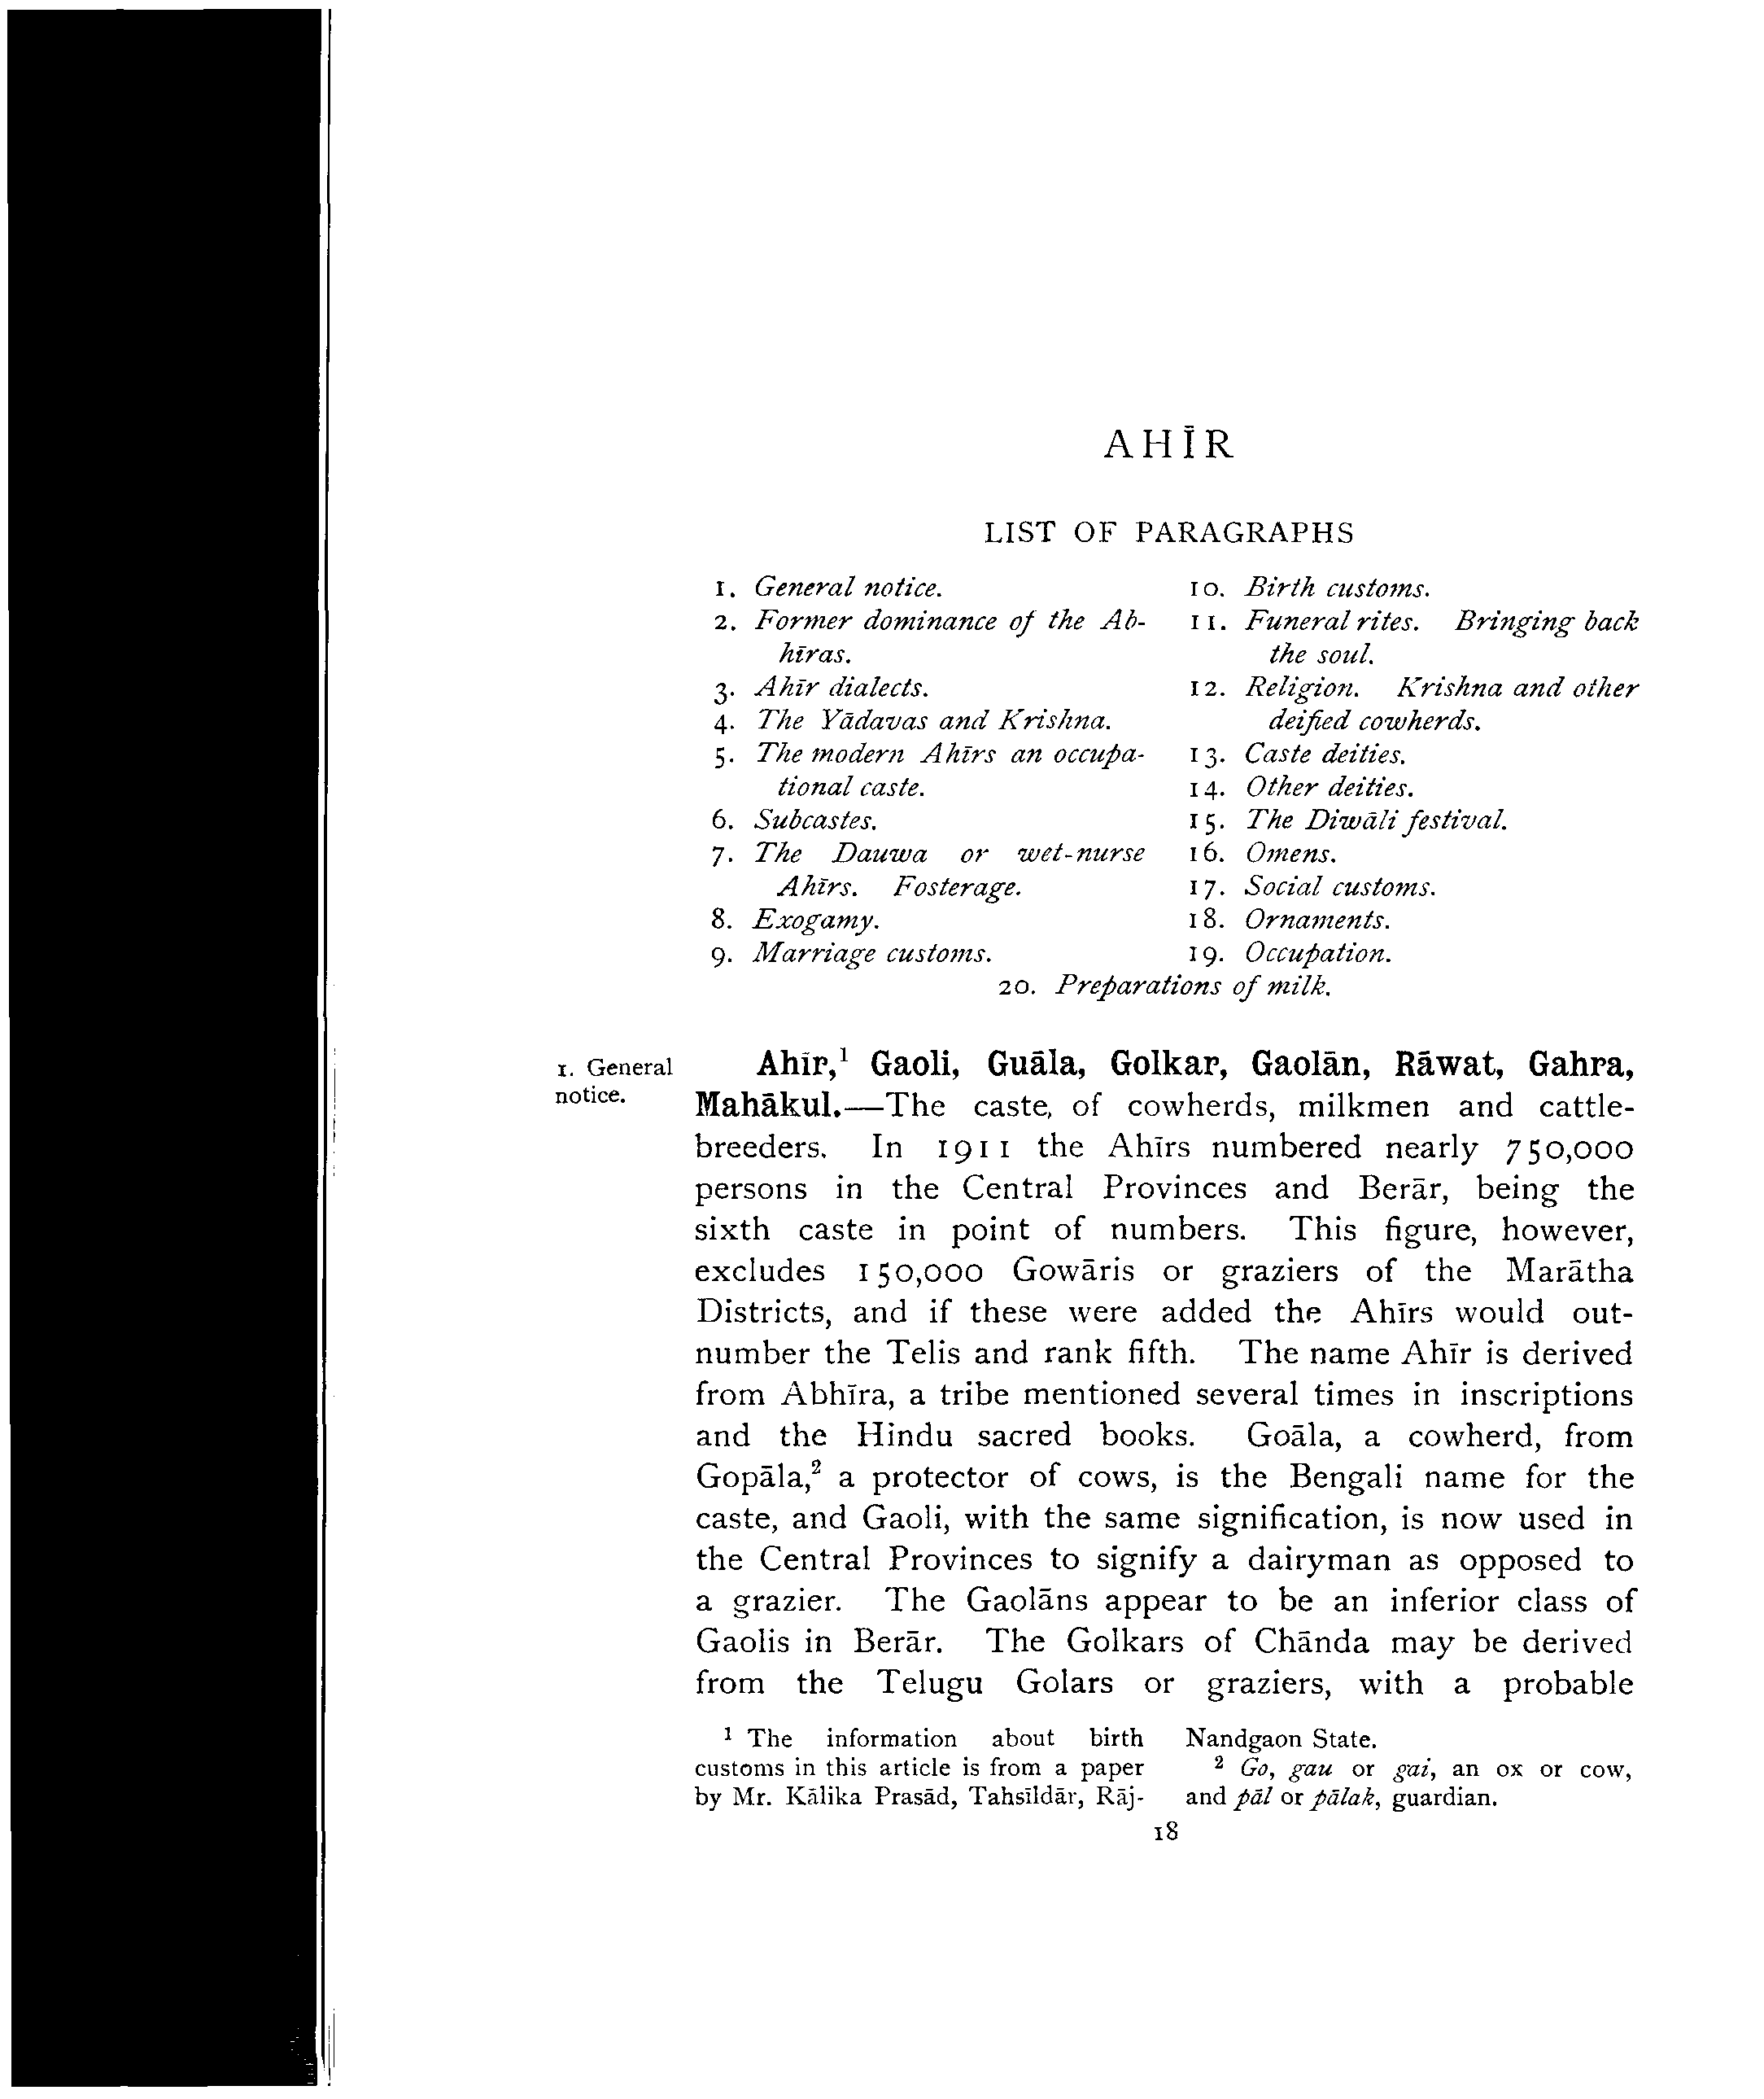 AHĪR
LIST OF PARAGRAPHS
1. General notice.
2. Former dominance of the Ab-
hīras.
3. Ahīr dialects.
4. The Yādavas and Krishna.
5. The modern Ahīrs an occupa-
tional caste.
6. Subcastes.
7. The Dauwa or wet-nurse
Ahīrs. Fosterage.
8. Exogamy.
9. Marriage customs.
10. Birth customs.
11. Funeral rites. Bringing back
the soul.
12. Religion. Krishna and other
deified cowherds.
13. Caste deities.
14. Other deities.
15. The Diwāli festival.
16. Omens.
17. Social customs.
18. Ornaments.
19. Occupation.
20. Preparations of milk.
1. General
notice.
Ahīr,¹ Gaoli, Guāla, Golkar, Gaolān, Rāwat, Gahra,
Mahākul.—The caste, of cowherds, milkmen and cattle-
breeders. In 1911 the Ahīrs numbered nearly 750,000
persons in the Central Provinces and Berār, being the
sixth caste in point of numbers. This figure, however,
excludes 150,000 Gowāris or graziers of the Marātha
Districts, and if these were added the Ahīrs would out-
number the Telis and rank fifth. The name Ahīr is derived
from Abhīra, a tribe mentioned several times in inscriptions
and the Hindu sacred books. Goāla, a cowherd, from
Gopāla,² a protector of cows, is the Bengali name for the
caste, and Gaoli, with the same signification, is now used in
the Central Provinces to signify a dairyman as opposed to
a grazier. The Gaolāns appear to be an inferior class of
Gaolis in Berār. The Golkars of Chānda may be derived
from the Telugu Golars or graziers, with a probable
¹ The information about birth
customs in this article is from a paper
by Mr. Kālika Prasād, Tahsīldār, Rāj-
Nandgaon State.
² Go, gau or gai, an ox or cow,
and pāl or pālak, guardian.
18